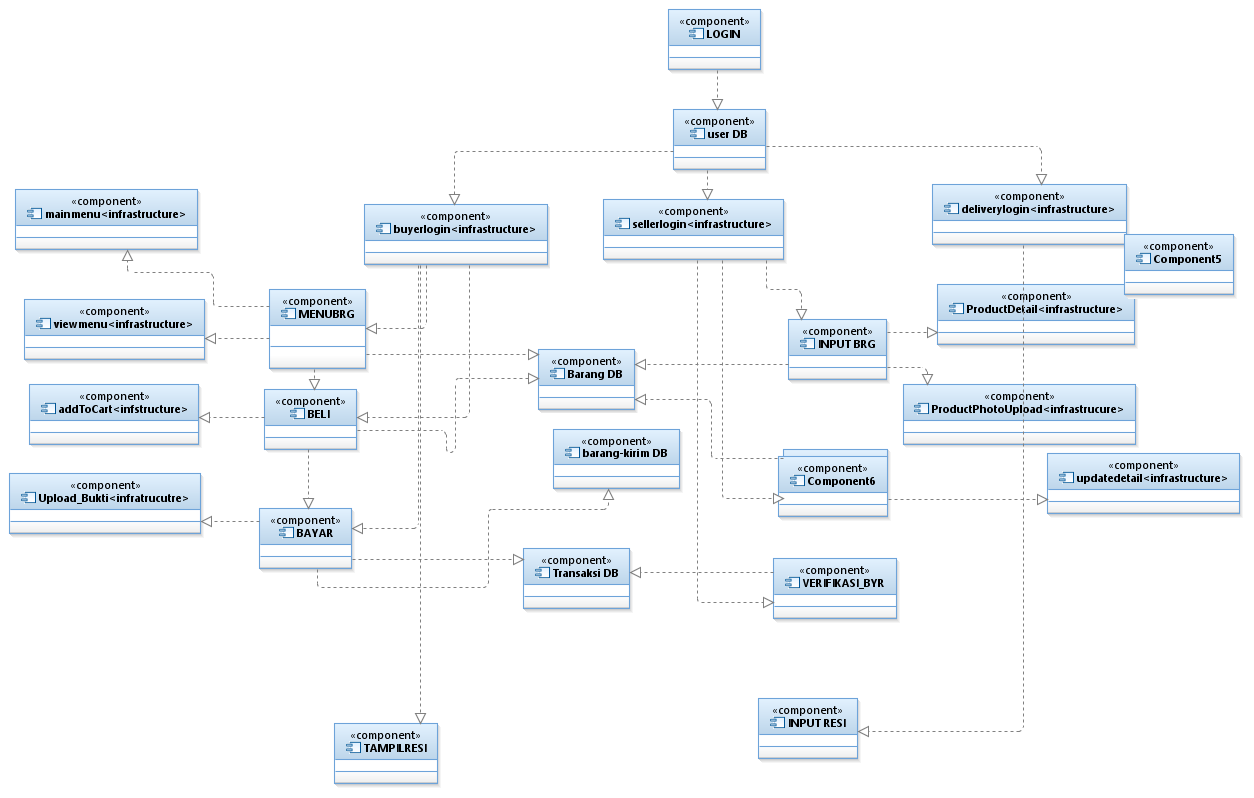 «component»
LOGIN
«component»
user DB
«component»
mainmenu<infrastructure>
«component»
buyerlogin<infrastructure>
«component»
sellerlogin<infrastructure>
«component»
deliverylogin<infrastructure>
«component»
Component5
«component»
MENUBRG
«component»
viewmenu<infrastructure>
«component»
ProductDetail<infrastructure>
«component»
INPUT BRG
«component»
Barang DB
«component»
addToCart<infstructure>
«component»
BELI
«component»
ProductPhotoUpload<infrastrucure>
«component»
barang-kirim DB
«component»
Component6
«component»
updatedetail<infrastructure>
«component»
Upload_Bukti<infratrucutre>
«component»
BAYAR
«component»
Transaksi DB
«component»
VERIFIKASI_BYR
«component»
INPUT RESI
«component»
TAMPILRESI